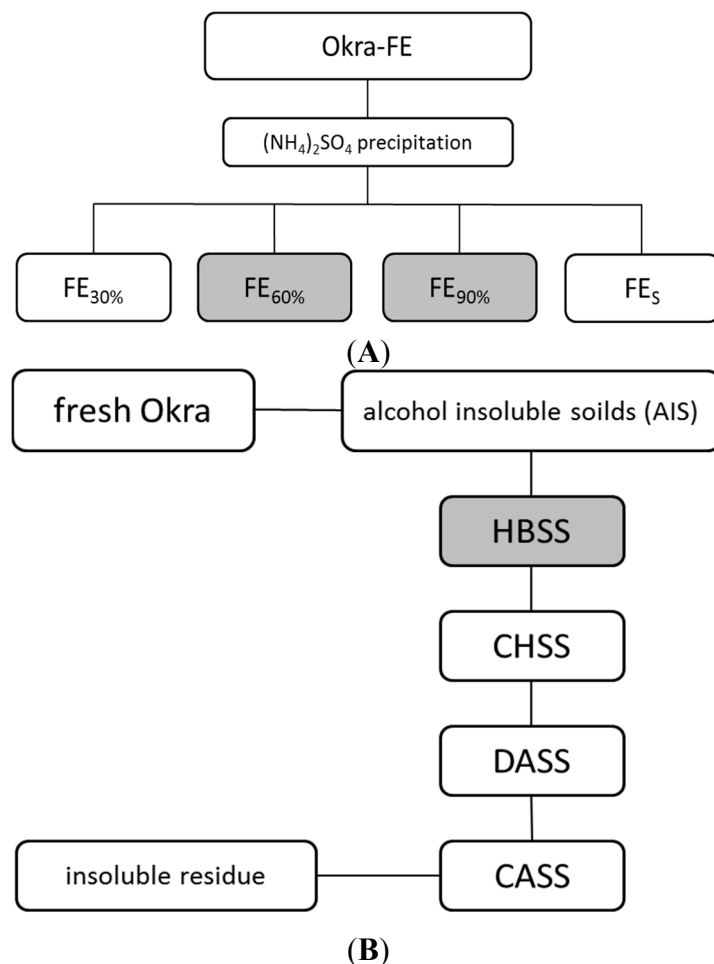 Okra-FE
(NH₄)₂SO₄ precipitation
FE₃₀% FE₆₀% FE₉₀% FEₛ
(A)
fresh Okra alcohol insoluble soilds (AIS)
HBSS
CHSS
DASS
insoluble residue CASS
(B)